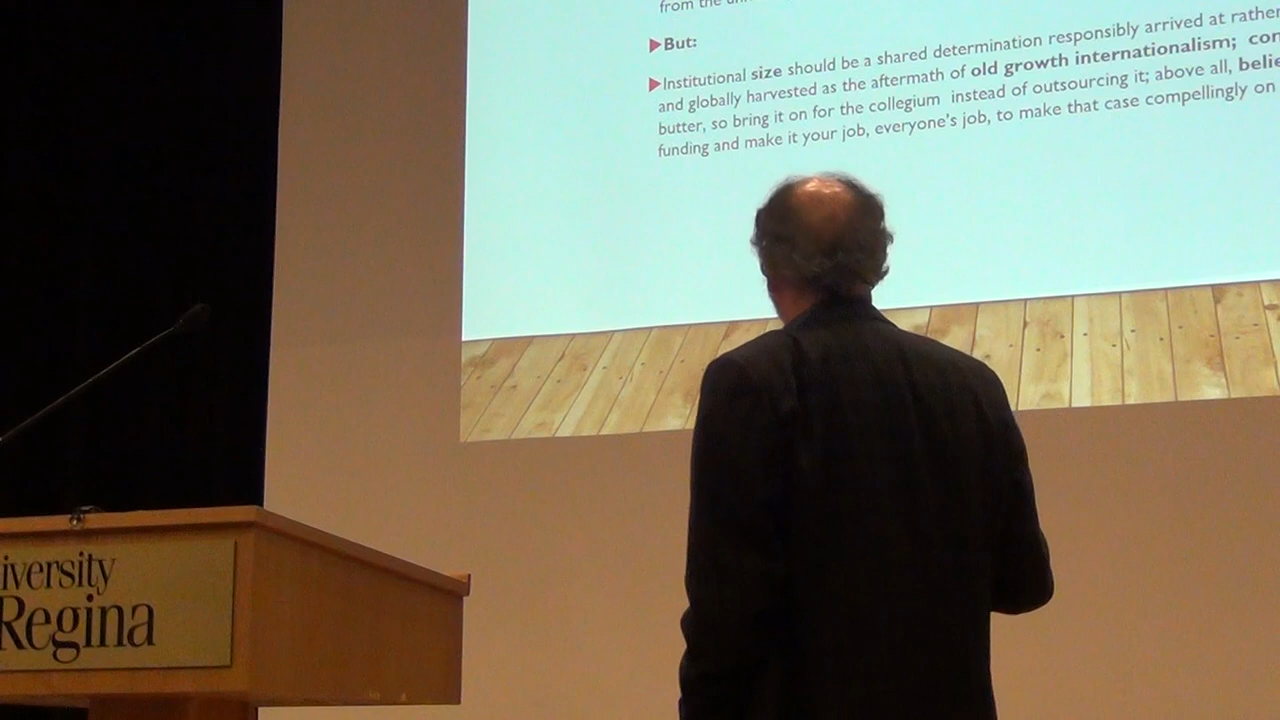 from the
But:
Institutional size should be a shared determination responsibly arrived at rather
and globally harvested as the aftermath of old growth internationalism; con
butter, so bring it on for the collegium instead of outsourcing it; above all, belie
funding and make it your job, everyone's job, to make that case compellingly on
iversity
Regina